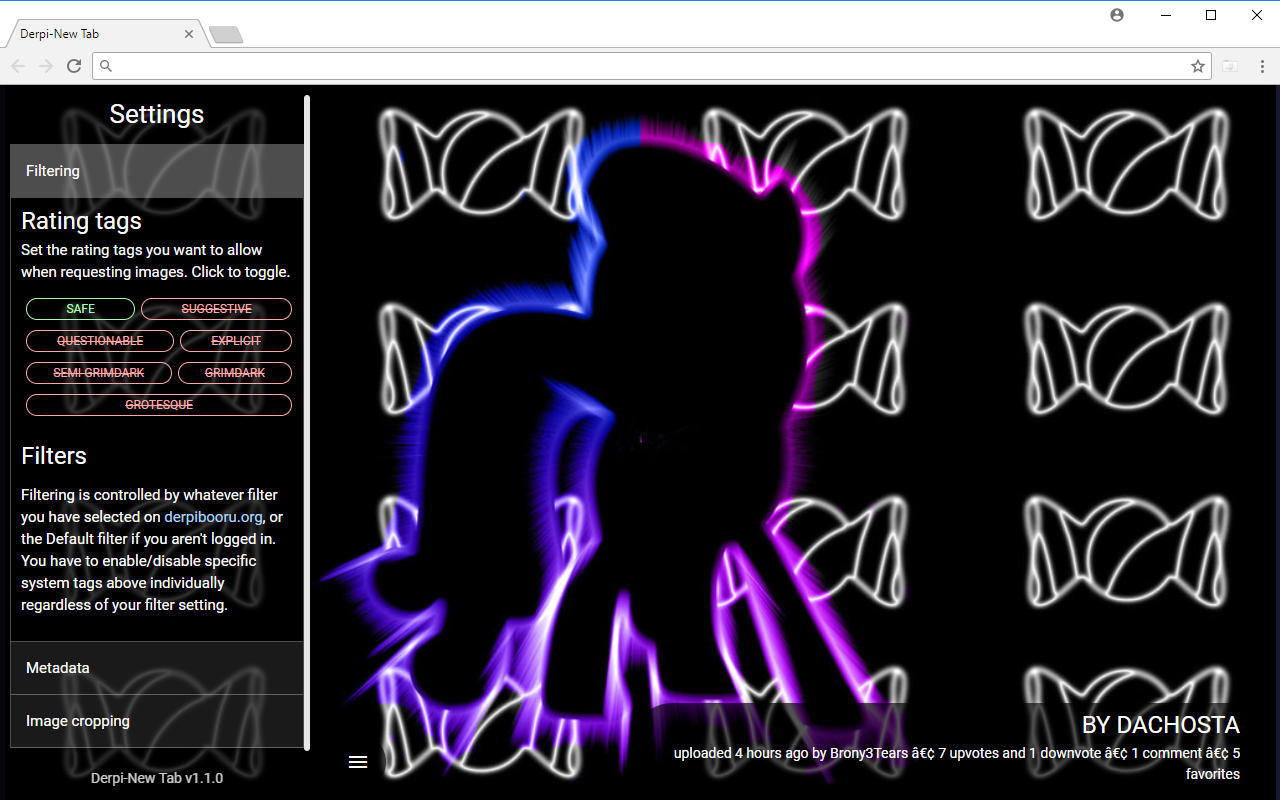 Derpi-New Tab
Settings
Filtering
Rating tags
Set the rating tags you want to allow
when requesting images. Click to toggle.
SAFE SUGGESTIVE
QUESTIONABLE EXPLICIT
SEMI GRIMDARK GRIMDARK
GROTESQUE
Filters
Filtering is controlled by whatever filter
you have selected on derpibooru.org, or
the Default filter if you aren't logged in.
You have to enable/disable specific
system tags above individually
regardless of your filter setting.
Metadata
Image cropping
Derpi-New Tab v1.1.0
BY DACHOSTA
uploaded 4 hours ago by Brony3Tears â€¢ 7 upvotes and 1 downvote â€¢ 1 comment â€¢ 5
favorites